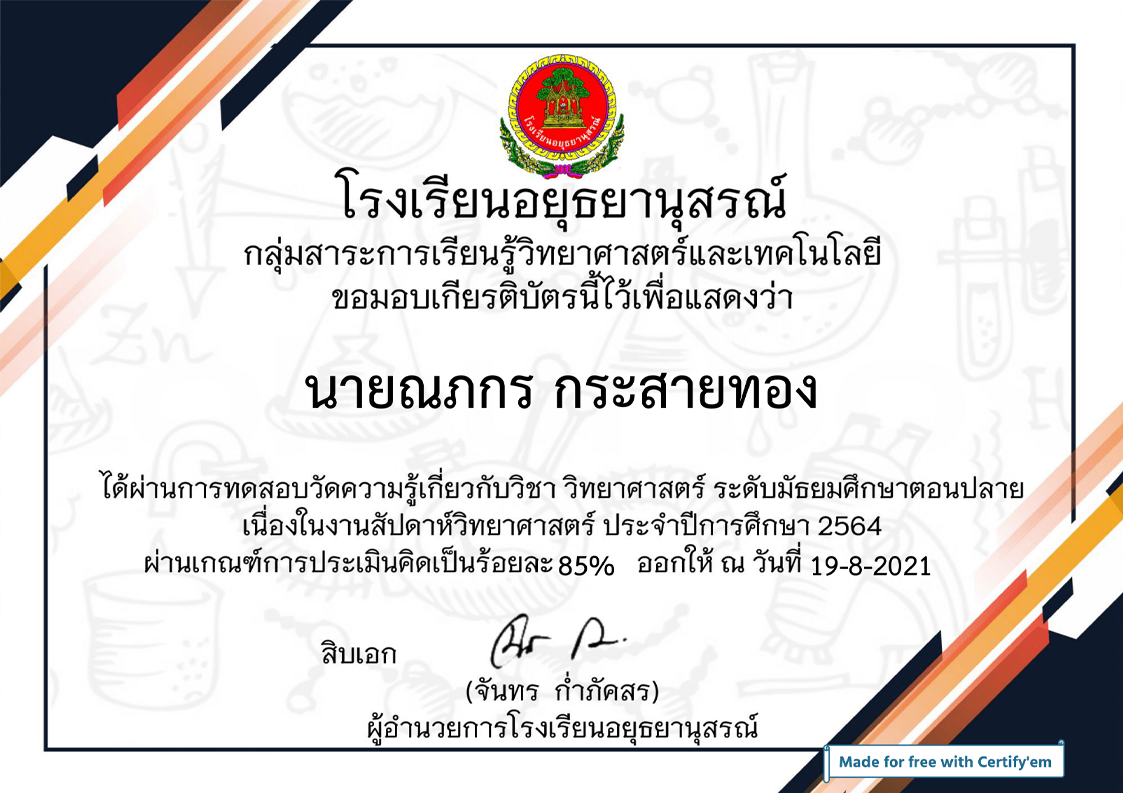 โรงเรียนอยุธยานุสรณ์
โรงเรียนอยุธยานุสรณ์
กลุ่มสาระการเรียนรู้วิทยาศาสตร์และเทคโนโลยี
ขอมอบเกียรติบัตรนี้ไว้เพื่อแสดงว่า
Zn
H
นายณภกร กระสายทอง
ได้ผ่านการทดสอบวัดความรู้เกี่ยวกับวิชา วิทยาศาสตร์ ระดับมัธยมศึกษาตอนปลาย
เนื่องในงานสัปดาห์วิทยาศาสตร์ ประจำปีการศึกษา 2564
ผ่านเกณฑ์การประเมินคิดเป็นร้อยละ 85% ออกให้ ณ วันที่ 19-8-2021
สิบเอก
(จันทร ก่ำภัคสร)
ผู้อำนวยการโรงเรียนอยุธยานุสรณ์
Made for free with Certify'em